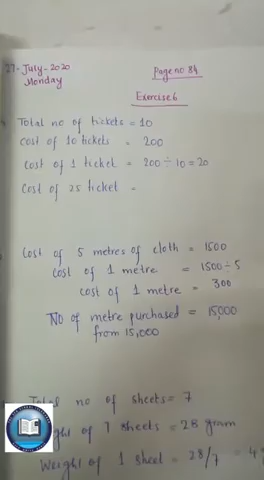 27-July-2020
Monday
Page no 84
Exercise 6
Total no of tickets = 10
Cost of 10 tickets = 200
Cost of 1 ticket = 200 ÷ 10 = 20
Cost of 25 ticket =
Cost of 5 metres of cloth = 1500
Cost of 1 metre = 1500 ÷ 5
Cost of 1 metre = 300
No of metre purchased = 15,000
from 15,000
Total no of sheets = 7
ght of 7 sheets = 28 gram
Weight of 1 sheet = 28/7 = 4